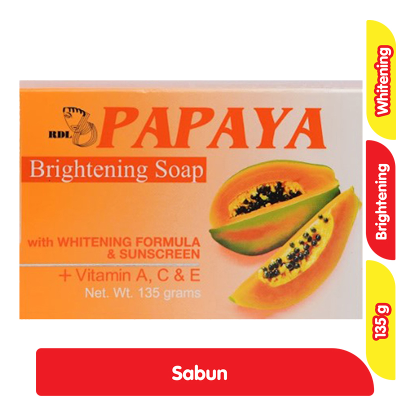 RDL
PAPAYA
Brightening Soap
with WHITENING FORMULA
& SUNSCREEN
+ Vitamin A, C & E
Net. Wt. 135 grams
Whitening
Brightening
135 g
Sabun